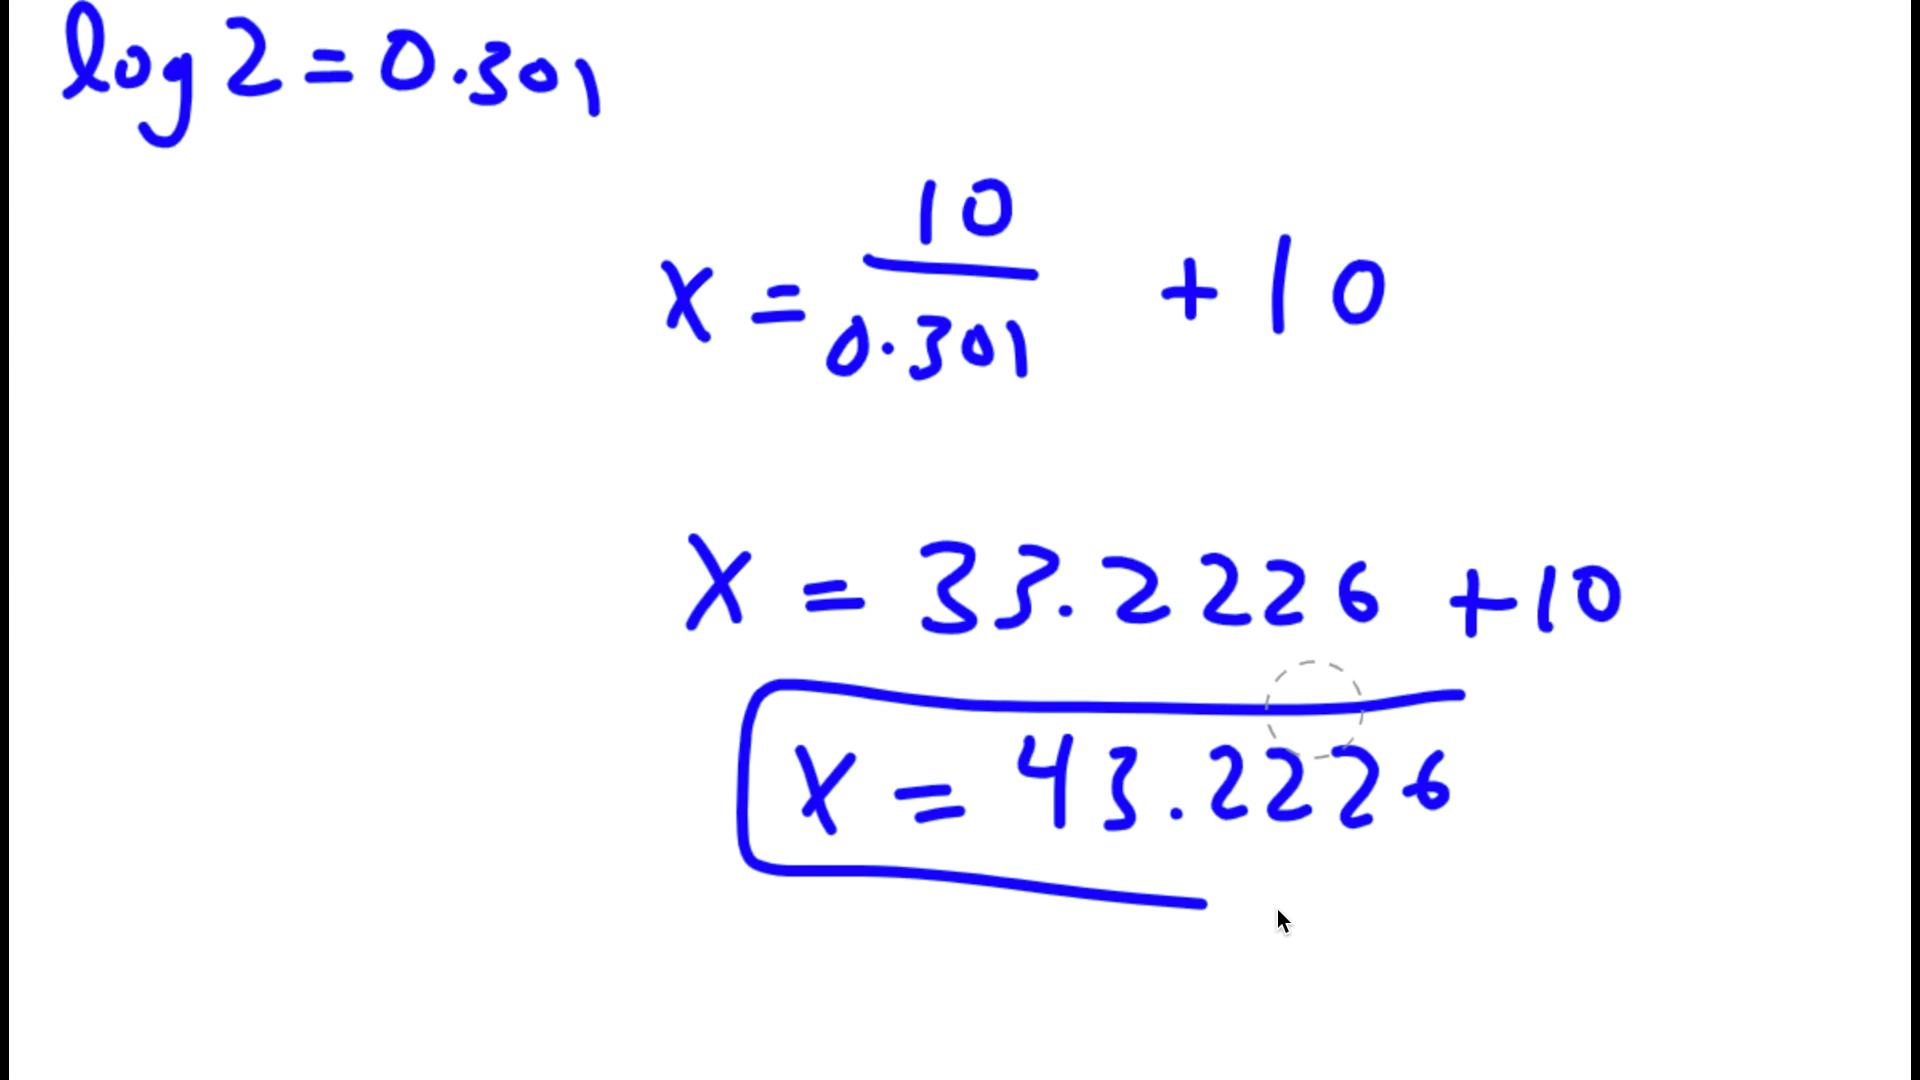 log 2 = 0.301
x = 10/0.301 + 10
x = 33.2226 + 10
x = 43.2226